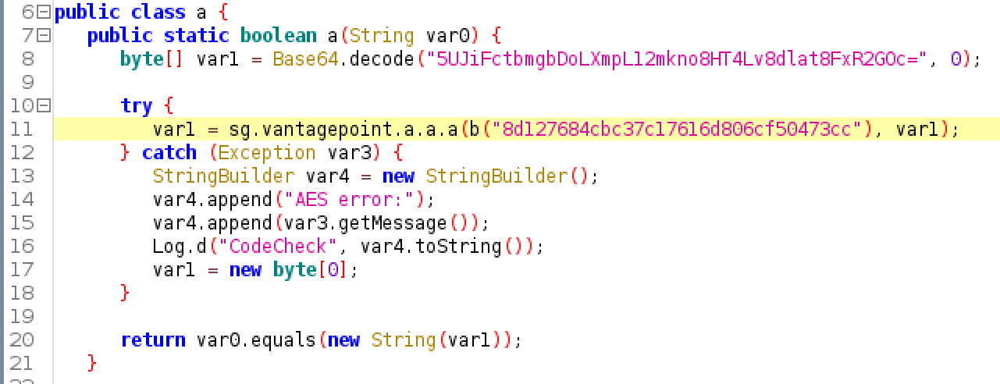 6 public class a {
7 public static boolean a(String var0) {
8 byte[] var1 = Base64.decode("5UJiFctbmgbDoLXmpL12mkno8HT4Lv8dlat8FxR2GOc=", 0);
9
10 try {
11 var1 = sg.vantagepoint.a.a.a(b("8d127684cbc37c17616d806cf50473cc"), var1);
12 } catch (Exception var3) {
13 StringBuilder var4 = new StringBuilder();
14 var4.append("AES error:");
15 var4.append(var3.getMessage());
16 Log.d("CodeCheck", var4.toString());
17 var1 = new byte[0];
18 }
19
20 return var0.equals(new String(var1));
21 }